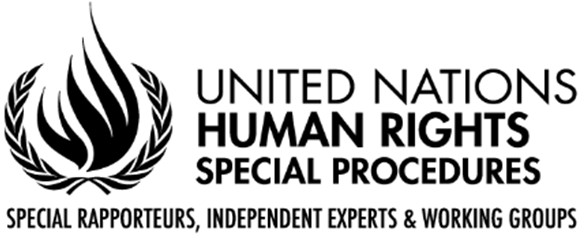 UNITED NATIONS
HUMAN RIGHTS
SPECIAL PROCEDURES
SPECIAL RAPPORTEURS, INDEPENDENT EXPERTS & WORKING GROUPS